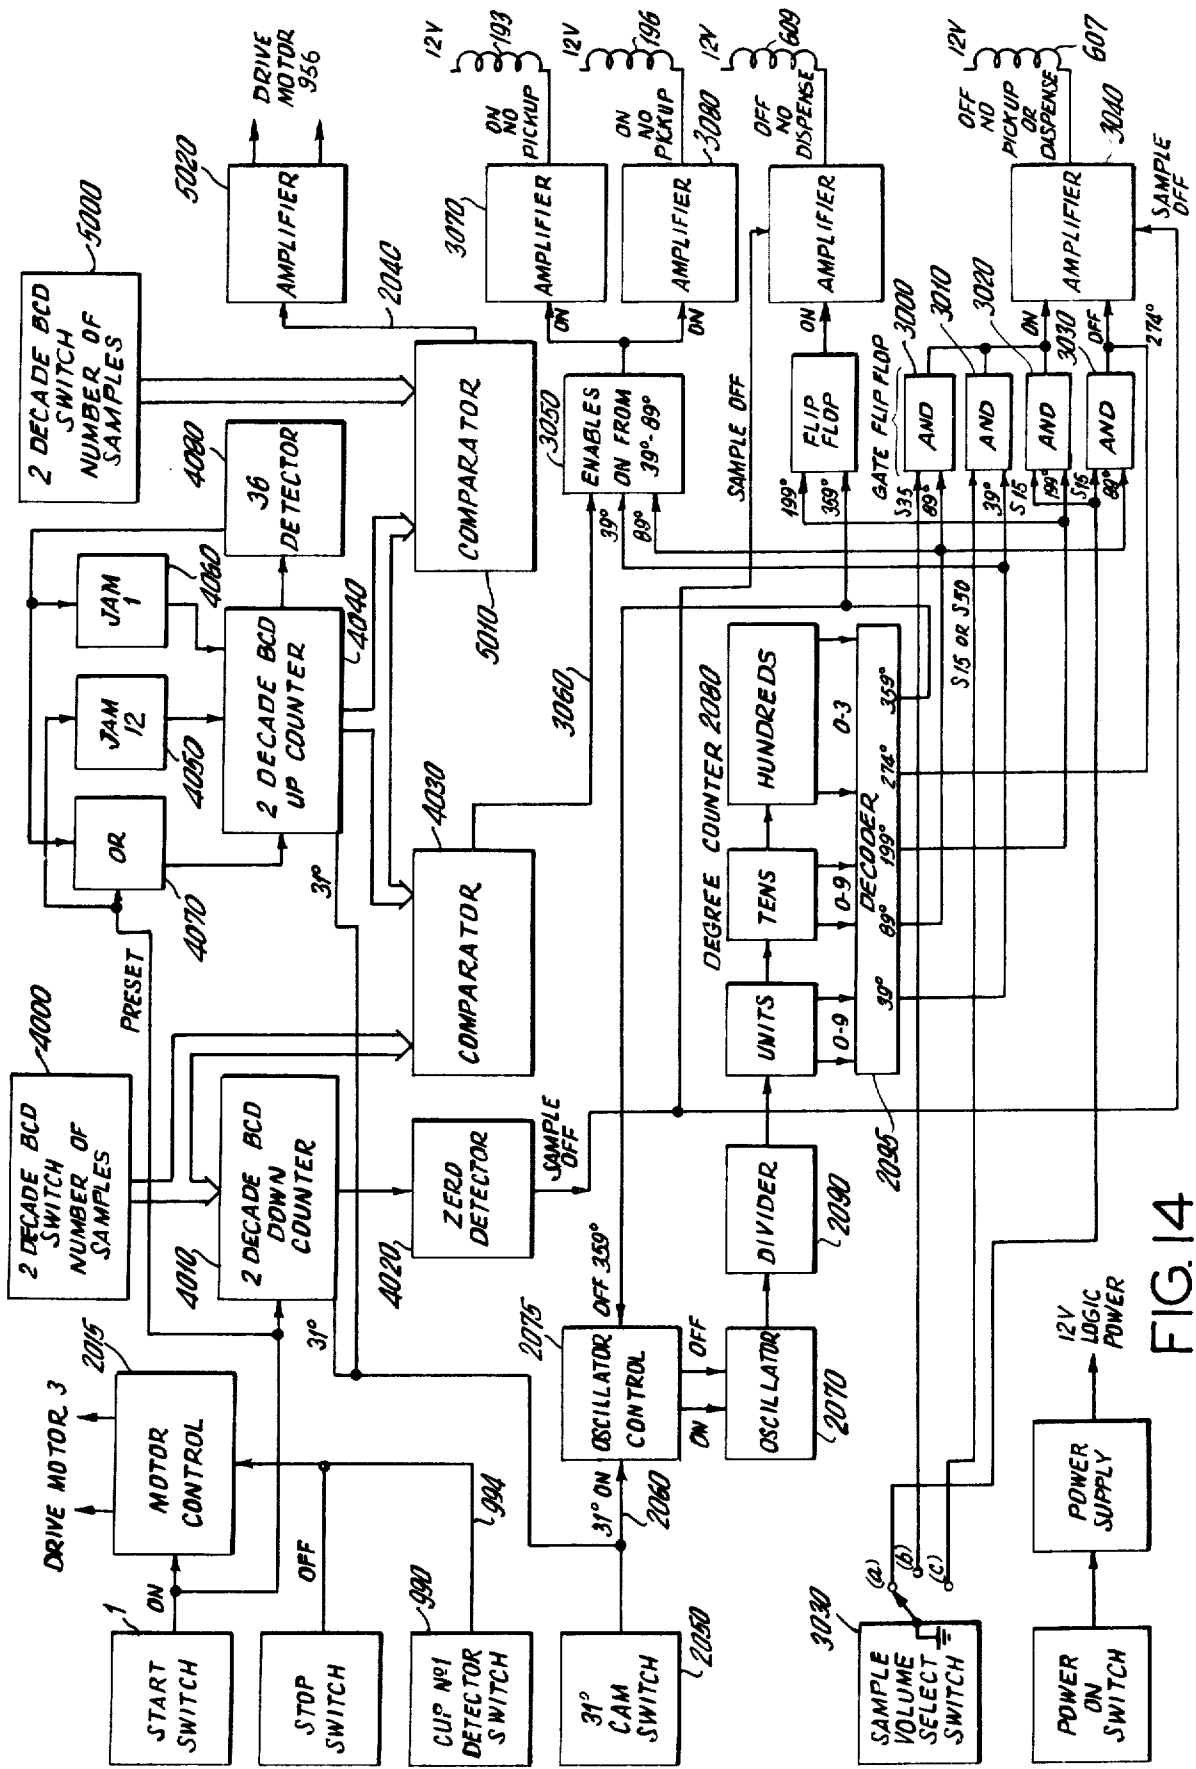 START
SWITCH
1
ON
DRIVE MOTOR 3
MOTOR
CONTROL
2015
STOP
SWITCH
OFF
CUP Nº1
DETECTOR
SWITCH
990
994
31°
CAM
SWITCH
2050
31° ON
2060
OSCILLATOR
CONTROL
2075
OFF 359°
ON
OFF
OSCILLATOR
2070
DIVIDER
2090
SAMPLE
VOLUME
SELECT
SWITCH
3030
(a)
(b)
(c)
POWER
ON
SWITCH
POWER
SUPPLY
12V
LOGIC
POWER
2 DECADE BCD
SWITCH
NUMBER OF
SAMPLES
4000
2 DECADE BCD
DOWN
COUNTER
4010
31°
ZERO
DETECTOR
4020
SAMPLE
OFF
PRESET
OR
4070
JAM
12
4050
JAM
1
4060
2 DECADE BCD
UP COUNTER
4040
31°
36
DETECTOR
4080
COMPARATOR
4030
COMPARATOR
5010
2 DECADE BCD
SWITCH
NUMBER OF
SAMPLES
5000
2040
AMPLIFIER
5020
DRIVE
MOTOR
956
3060
ENABLES
ON FROM
39°-89°
3050
39°
89°
ON
ON
AMPLIFIER
3070
ON
NO
PICKUP
12V
193
AMPLIFIER
3080
ON
NO
PICKUP
12V
196
DEGREE COUNTER 2080
UNITS
TENS
HUNDREDS
0-9
0-9
0-3
DECODER
2095
39°
89°
199°
274°
359°
SAMPLE OFF
199°
359°
FLIP
FLOP
ON
AMPLIFIER
OFF
NO
DISPENSE
12V
609
GATE FLIP FLOP
S35
89°
AND
3000
S15 OR S50
39°
AND
3010
S15
199°
AND
3020
S15
89°
AND
3030
ON
OFF
274°
AMPLIFIER
3040
OFF
NO
PICKUP
OR
DASPENSE
12V
607
SAMPLE
OFF
FIG. 14